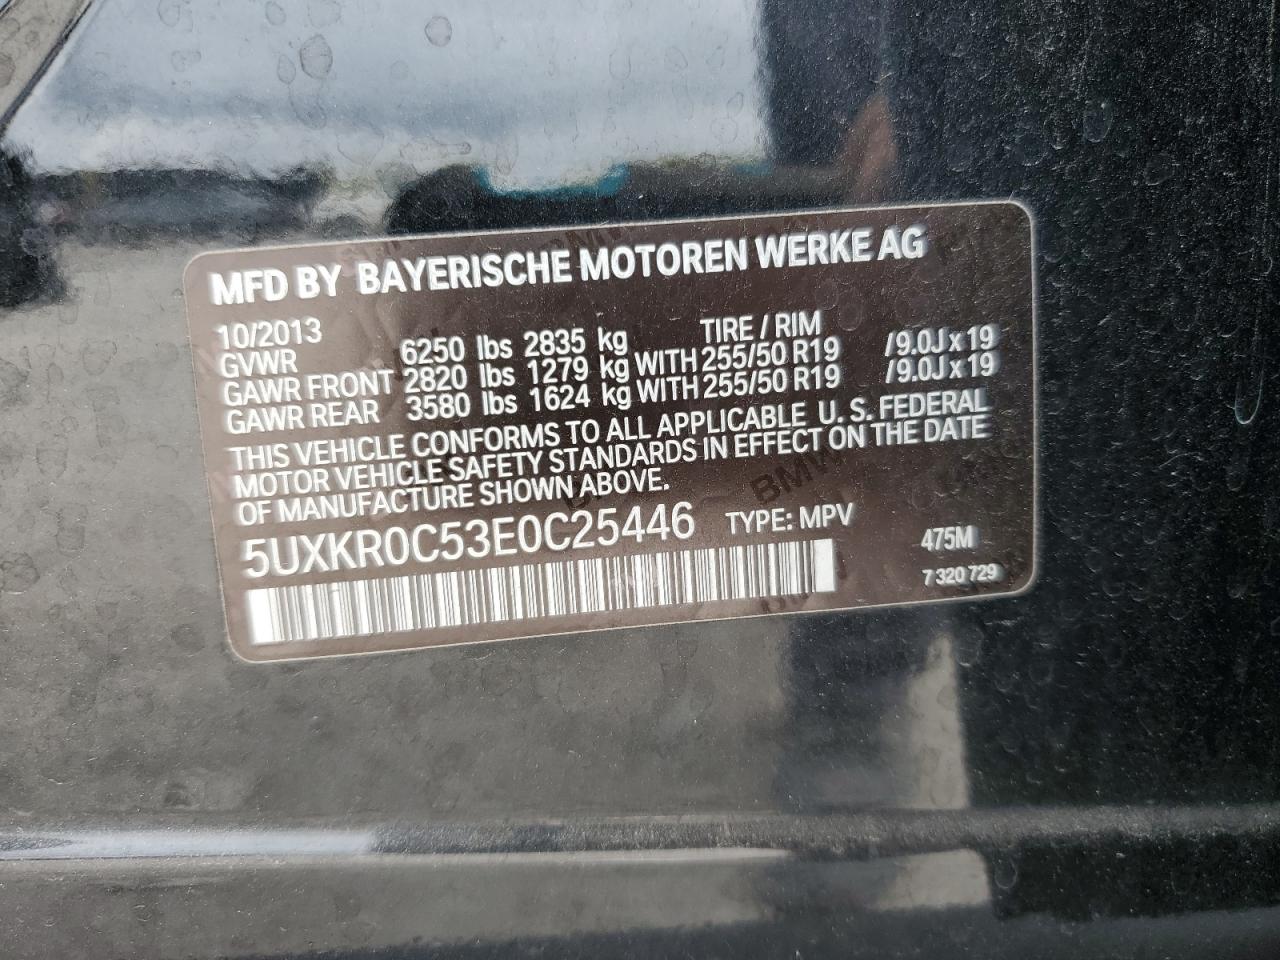 MFD BY BAYERISCHE MOTOREN WERKE AG
10/2013 TIRE / RIM
GVWR 6250 lbs 2835 kg
GAWR FRONT 2820 lbs 1279 kg WITH 255/50 R19 /9.0J x 19
GAWR REAR 3580 lbs 1624 kg WITH 255/50 R19 /9.0J x 19
THIS VEHICLE CONFORMS TO ALL APPLICABLE U. S. FEDERAL
MOTOR VEHICLE SAFETY STANDARDS IN EFFECT ON THE DATE
OF MANUFACTURE SHOWN ABOVE.
5UXKR0C53E0C25446 TYPE: MPV
475M
7 320 729
BMW